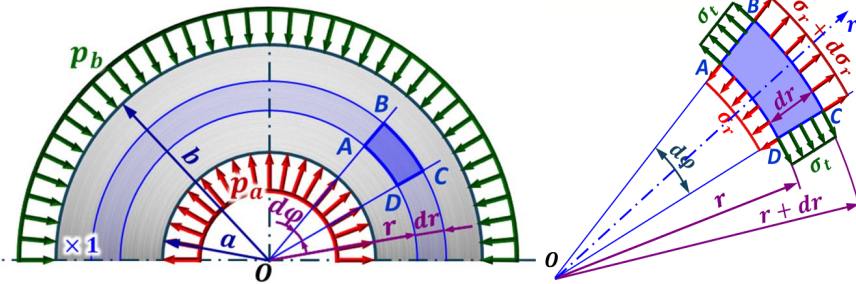 p_b
b
p_a
a
dφ
A
B
C
D
r
dr
×1
O
σ_t
B
σ_r + dσ_r
r
A
σ_r
dr
C
D
σ_t
dφ
r
r + dr
O